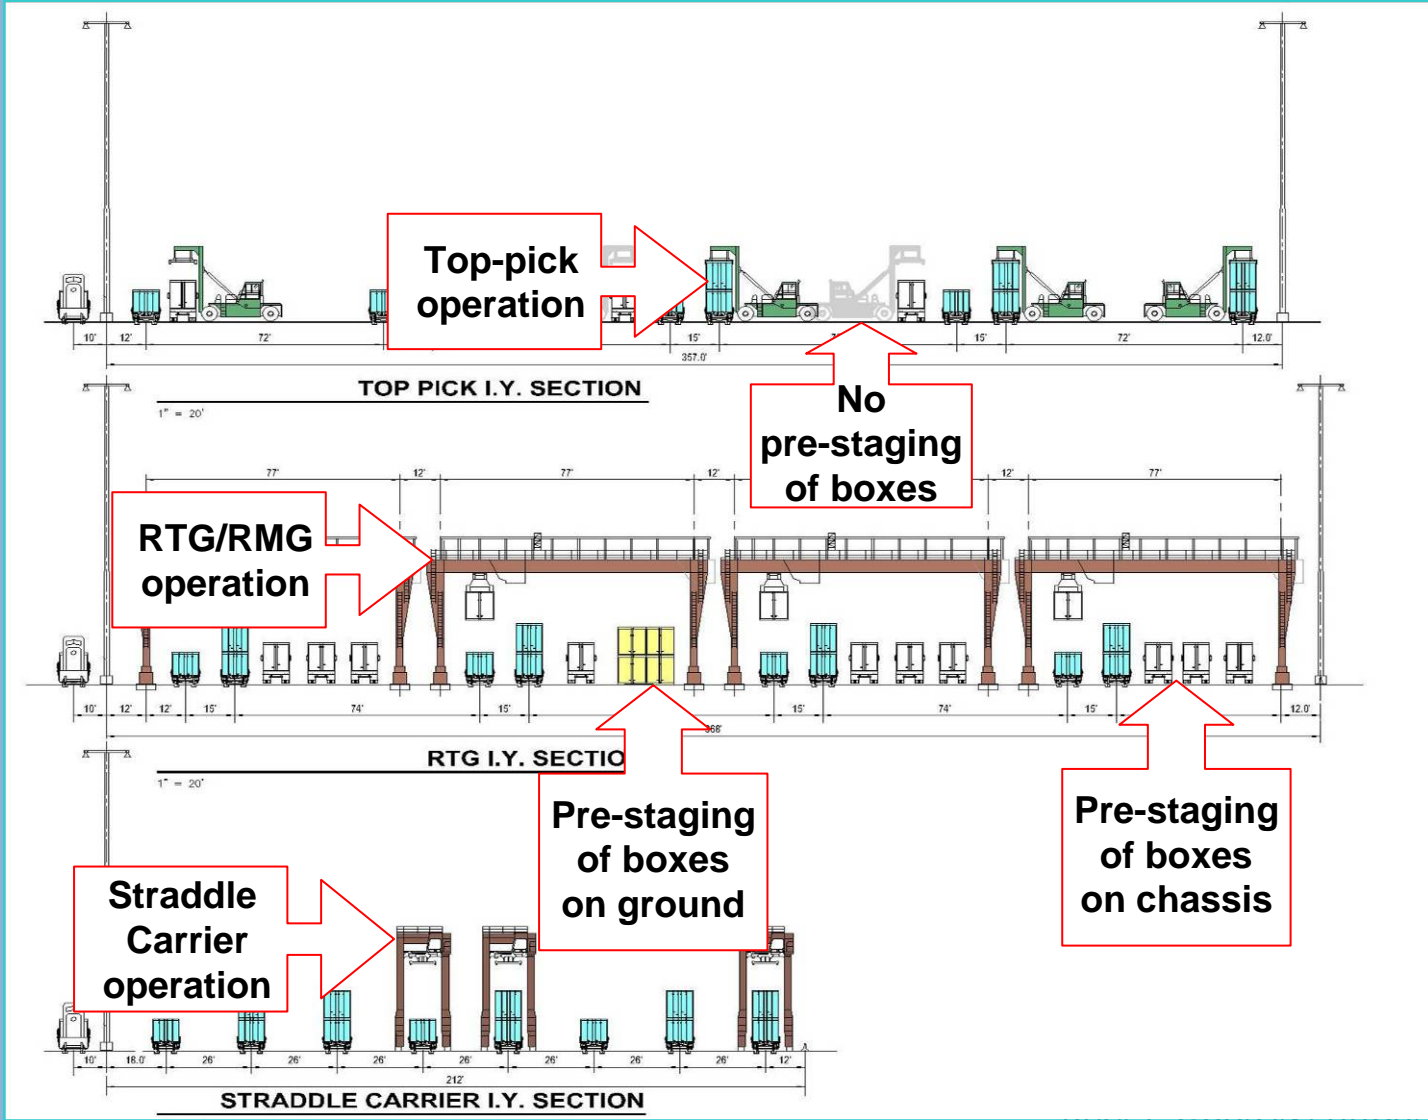 Top-pick
operation
10' 12' 72' 15' 15' 72' 12.0'
357.0'
TOP PICK I.Y. SECTION
1" = 20'
No
pre-staging
of boxes
77' 12' 77' 12' 12' 77'
RTG/RMG
operation
10' 12' 12' 15' 74' 15' 15' 74' 15' 12.0'
368'
RTG I.Y. SECTIO
1" = 20'
Pre-staging
of boxes
on ground
Pre-staging
of boxes
on chassis
Straddle
Carrier
operation
10' 16.0' 26' 26' 26' 26' 26' 26' 26' 12'
212'
STRADDLE CARRIER I.Y. SECTION